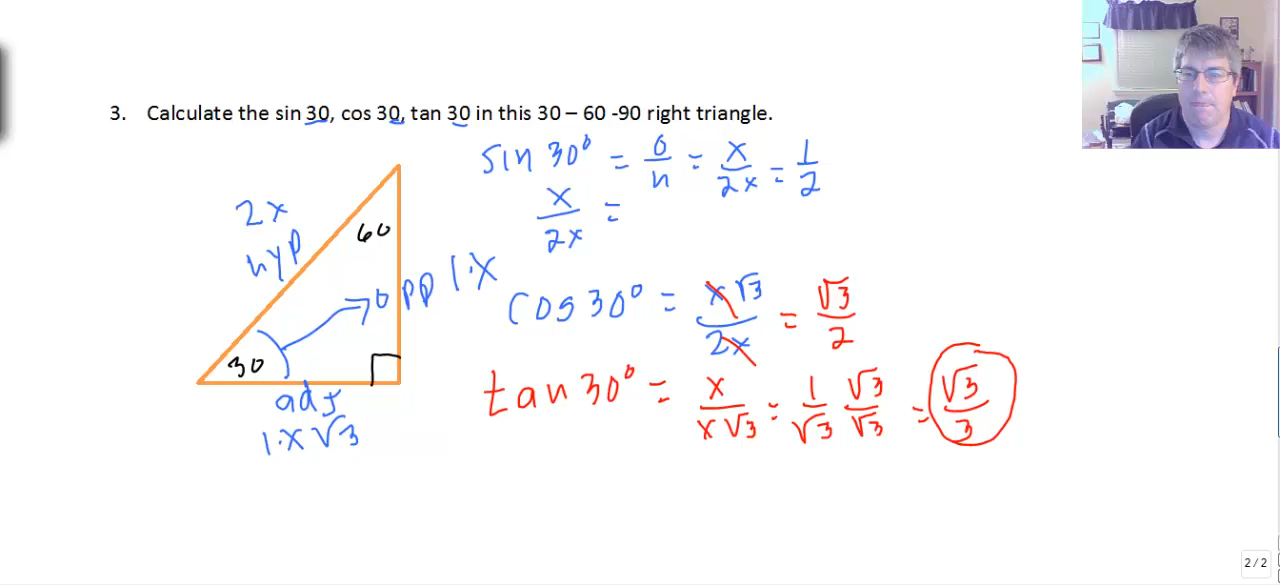 3. Calculate the sin 30, cos 30, tan 30 in this 30 – 60 -90 right triangle.
sin 30° = o/h = x/2x = 1/2
x/2x =
2x
hyp
60
opp 1·x
30
adj
1·x√3
cos 30° = x√3/2x = √3/2
tan 30° = x/x√3 = 1/√3 √3/√3 = √3/3
2 / 2